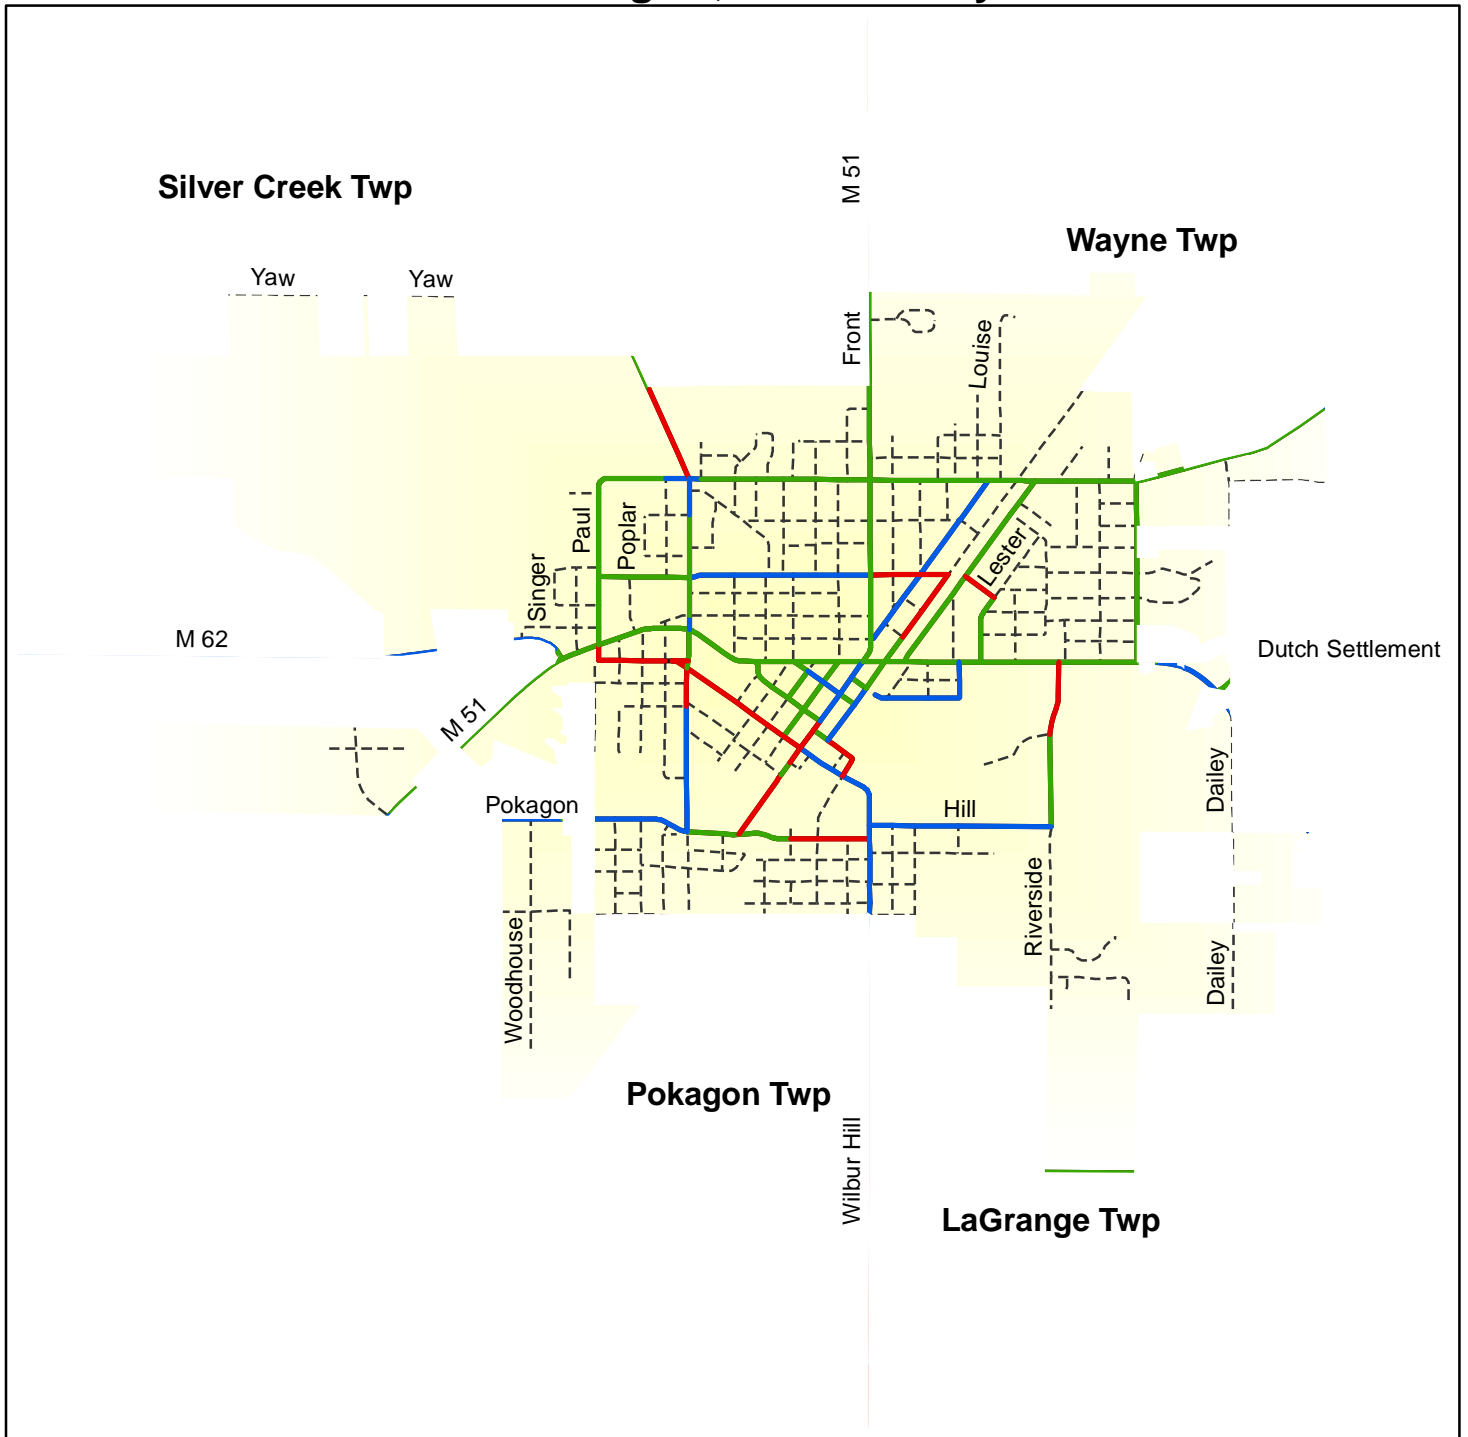 M 51
Silver Creek Twp
Wayne Twp
Yaw
Yaw
Front
Louise
Paul
Poplar
Lester
Singer
M 62
Dutch Settlement
M 51
Dailey
Pokagon
Hill
Riverside
Woodhouse
Dailey
Pokagon Twp
Wilbur Hill
LaGrange Twp